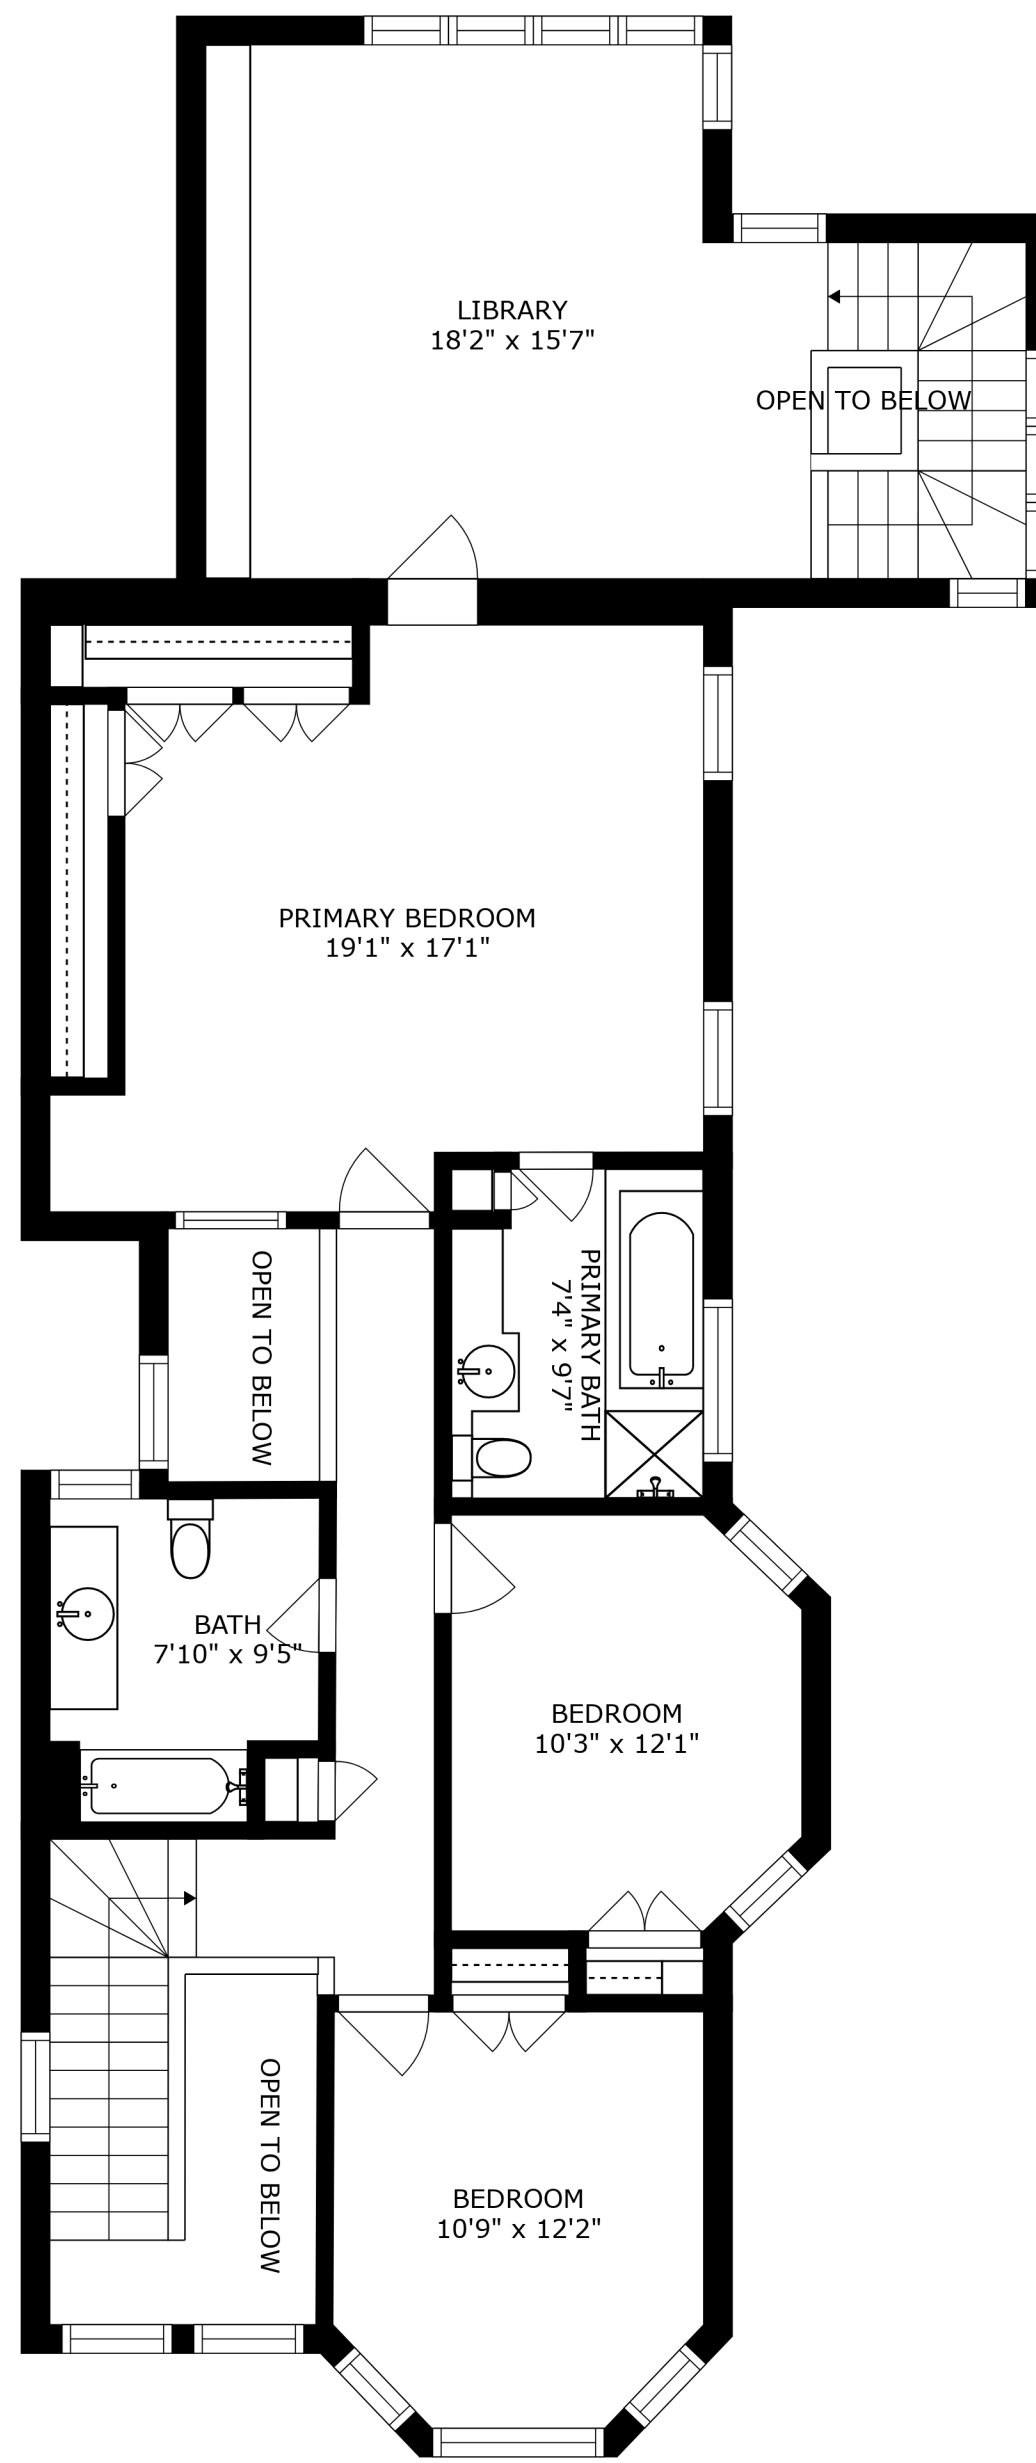 LIBRARY
18'2" x 15'7"
OPEN TO BELOW
PRIMARY BEDROOM
19'1" x 17'1"
OPEN TO BELOW
PRIMARY BATH
7'4" x 9'7"
BATH
7'10" x 9'5"
BEDROOM
10'3" x 12'1"
OPEN TO BELOW
BEDROOM
10'9" x 12'2"